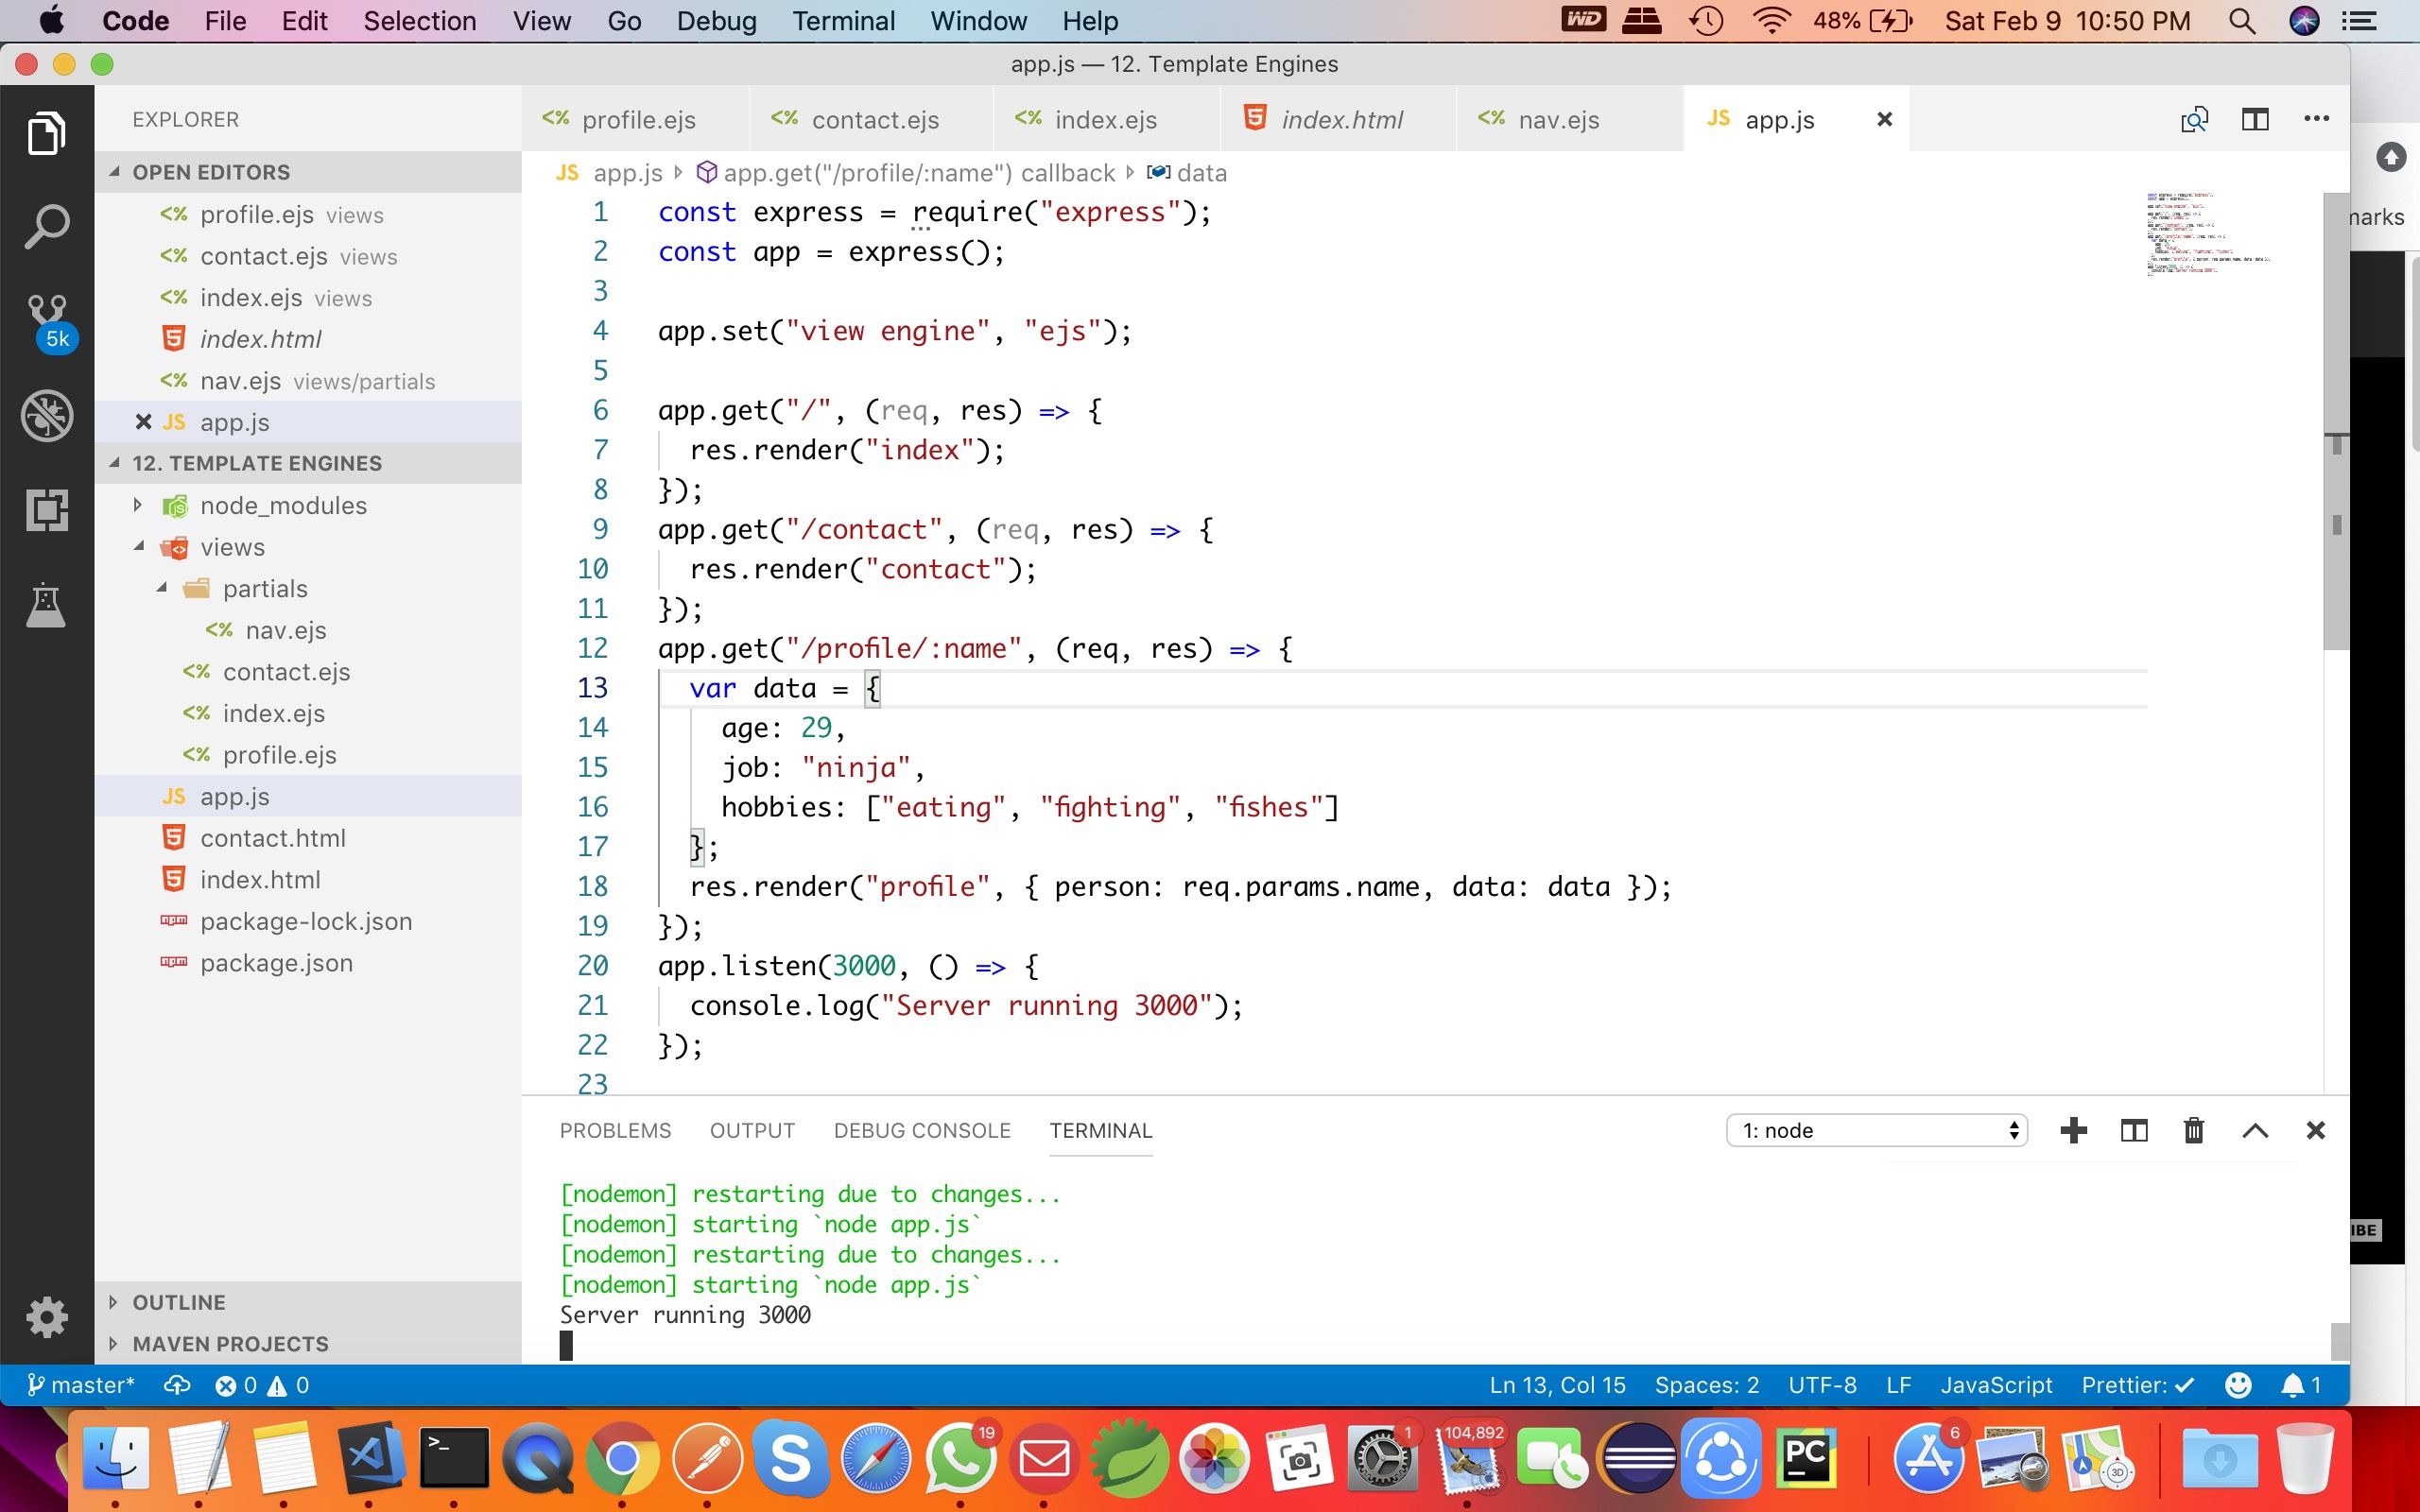 Code File Edit Selection View Go Debug Terminal Window Help WD 48% Sat Feb 9 10:50 PM
app.js — 12. Template Engines
EXPLORER
OPEN EDITORS
<% profile.ejs views
<% contact.ejs views
<% index.ejs views
5 index.html
<% nav.ejs views/partials
JS app.js
12. TEMPLATE ENGINES
node_modules
views
partials
<% nav.ejs
<% contact.ejs
<% index.ejs
<% profile.ejs
JS app.js
5 contact.html
5 index.html
package-lock.json
package.json
OUTLINE
MAVEN PROJECTS
5k
<% profile.ejs <% contact.ejs <% index.ejs 5 index.html <% nav.ejs JS app.js
JS app.js app.get("/profile/:name") callback data
1 const express = require("express");
2 const app = express();
3
4 app.set("view engine", "ejs");
5
6 app.get("/", (req, res) => {
7 res.render("index");
8 });
9 app.get("/contact", (req, res) => {
10 res.render("contact");
11 });
12 app.get("/profile/:name", (req, res) => {
13 var data = {
14 age: 29,
15 job: "ninja",
16 hobbies: ["eating", "fighting", "fishes"]
17 };
18 res.render("profile", { person: req.params.name, data: data });
19 });
20 app.listen(3000, () => {
21 console.log("Server running 3000");
22 });
23
PROBLEMS OUTPUT DEBUG CONSOLE TERMINAL 1: node
[nodemon] restarting due to changes...
[nodemon] starting `node app.js`
[nodemon] restarting due to changes...
[nodemon] starting `node app.js`
Server running 3000
master* 0 0 Ln 13, Col 15 Spaces: 2 UTF-8 LF JavaScript Prettier: ✓ 1
19 1 104,892 PC 6 3D